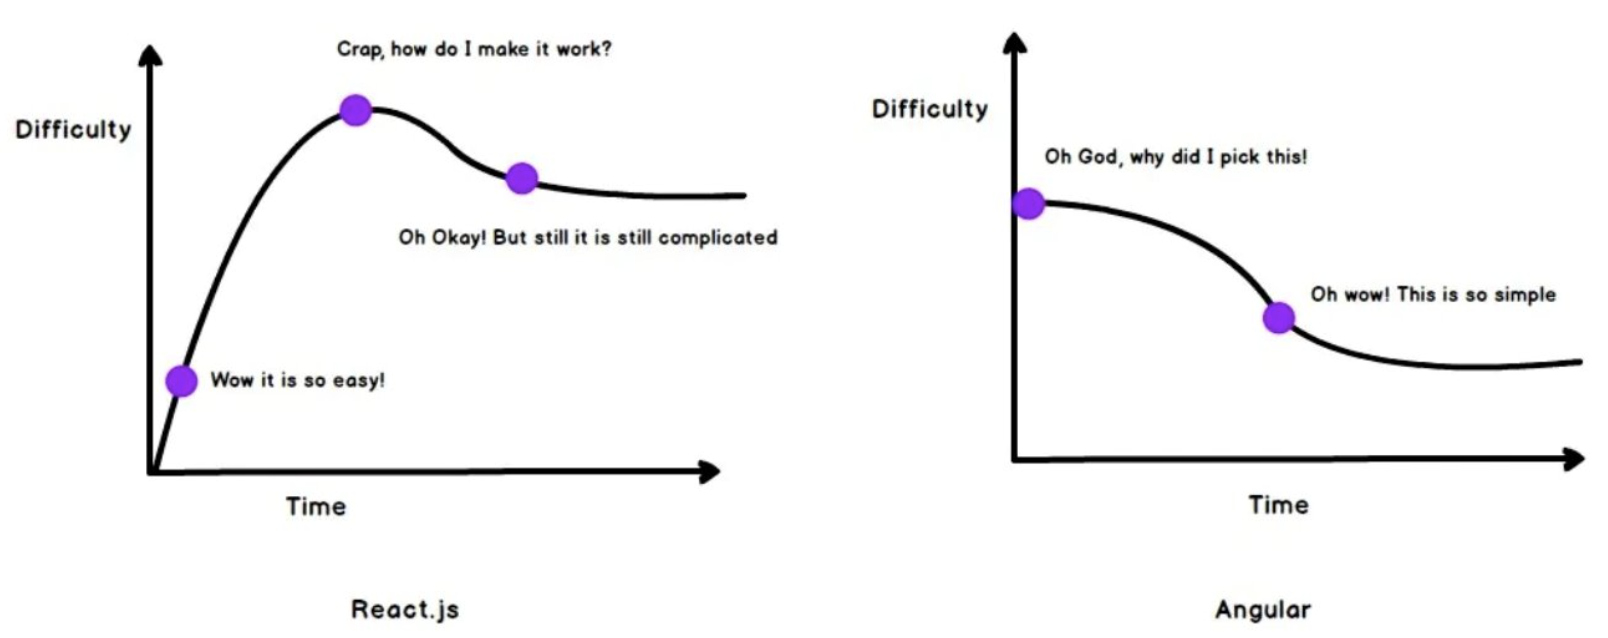 Crap, how do I make it work?
Difficulty
Oh Okay! But still it is still complicated
Wow it is so easy!
Time
React.js
Difficulty
Oh God, why did I pick this!
Oh wow! This is so simple
Time
Angular